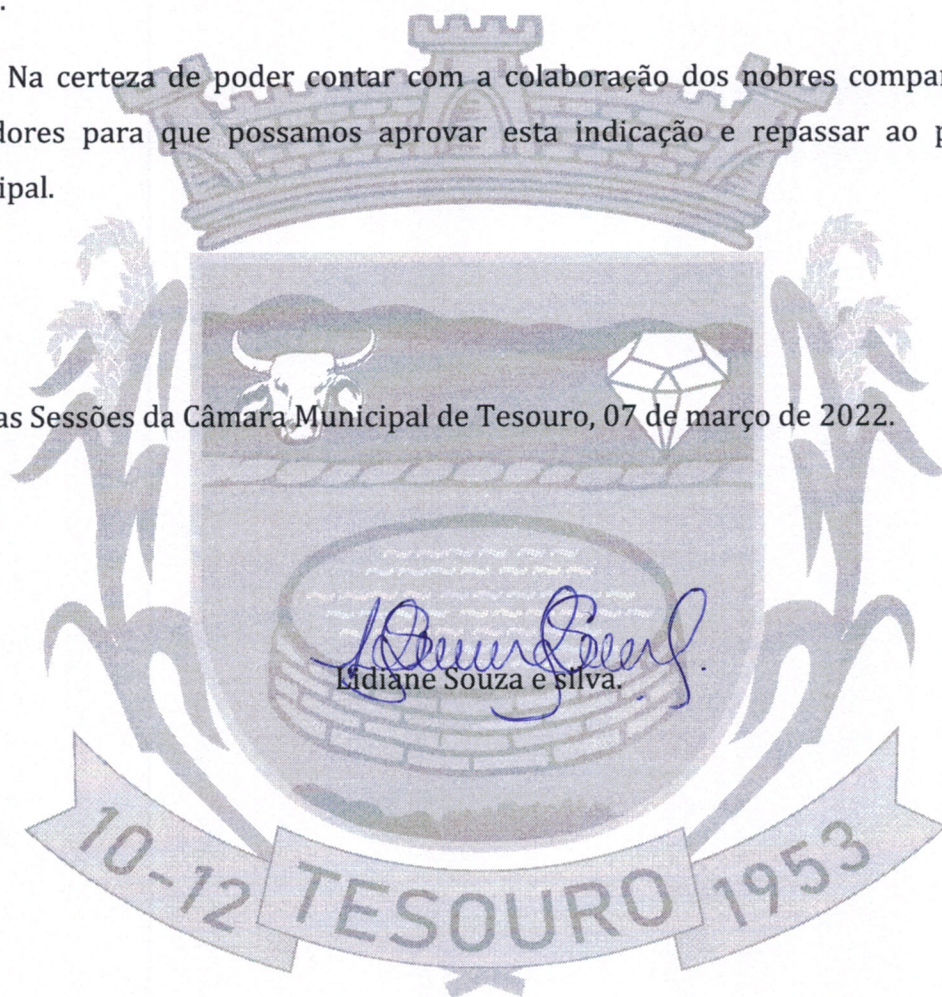 .
Na certeza de poder contar com a colaboração dos nobres compan
dores para que possamos aprovar esta indicação e repassar ao p
ipal.
as Sessões da Câmara Municipal de Tesouro, 07 de março de 2022.
Lidiane Souza e silva.
10-12 TESOURO 1953